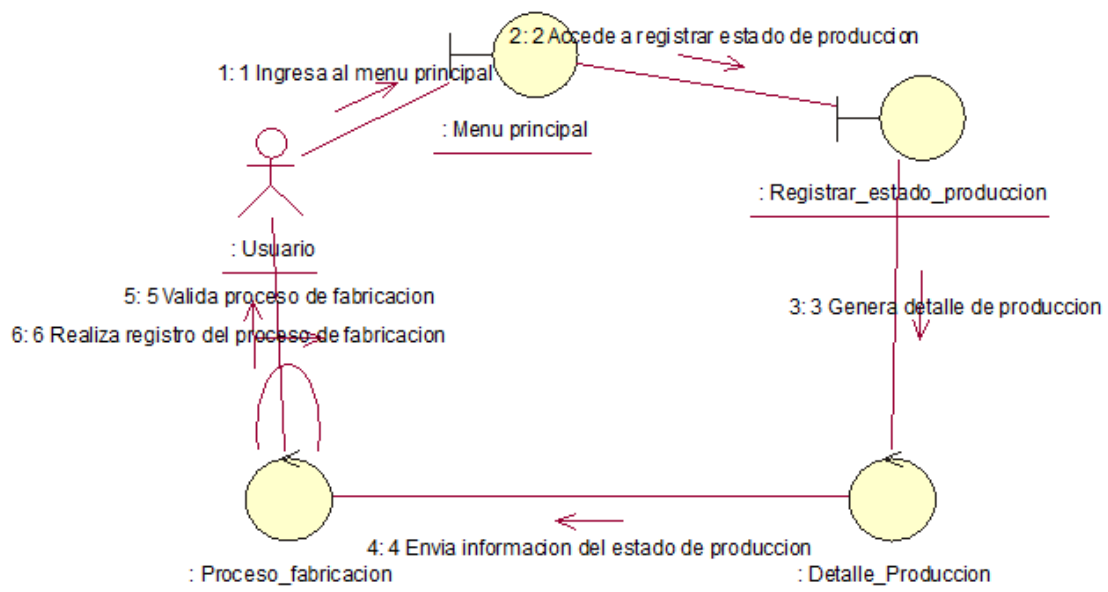 2: 2 Accede a registrar estado de produccion
1: 1 Ingresa al menu principal
: Menu principal
: Registrar_estado_produccion
: Usuario
5: 5 Valida proceso de fabricacion
3: 3 Genera detalle de produccion
6: 6 Realiza registro del proceso de fabricacion
4: 4 Envia informacion del estado de produccion
: Proceso_fabricacion
: Detalle_Produccion